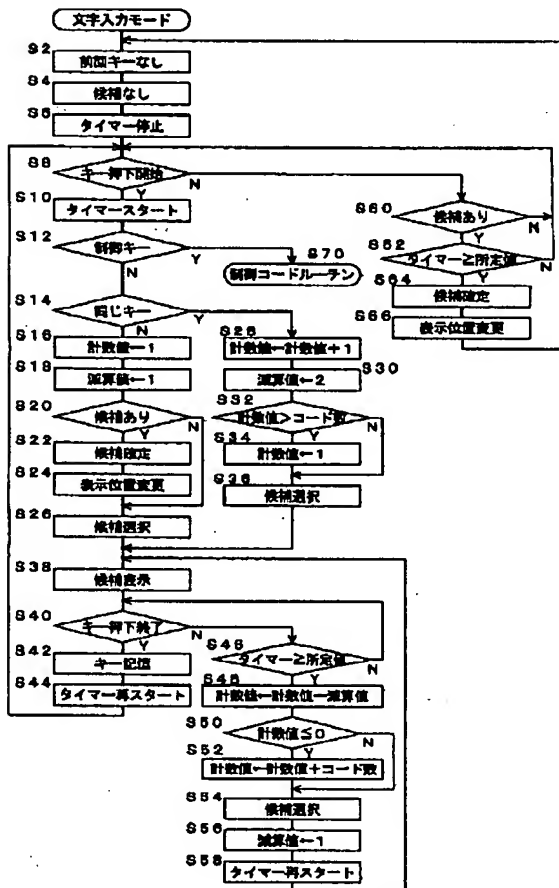 文字入力モード
S2
前回キーなし
S4
候補なし
S6
タイマー停止
S8
キー押下開始
N
Y
S10
タイマースタート
S12
制御キー
Y
N
S70
制御コードルーチン
S14
同じキー
Y
N
S16
計数値←1
S18
減算値←1
S20
候補あり
N
Y
S22
候補確定
S24
表示位置変更
S26
候補選択
S28
計数値←計数値+1
S30
減算値←2
S32
計数値>コード数
N
Y
S34
計数値←1
S36
候補選択
S60
候補あり
N
Y
S62
タイマー≧所定値
N
Y
S64
候補確定
S66
表示位置変更
S38
候補表示
S40
キー押下終了
N
Y
S42
キー記憶
S44
タイマー再スタート
S46
タイマー≧所定値
N
Y
S48
計数値←計数値-減算値
S50
計数値≦0
N
Y
S52
計数値←計数値+コード数
S54
候補選択
S56
減算値←1
S58
タイマー再スタート